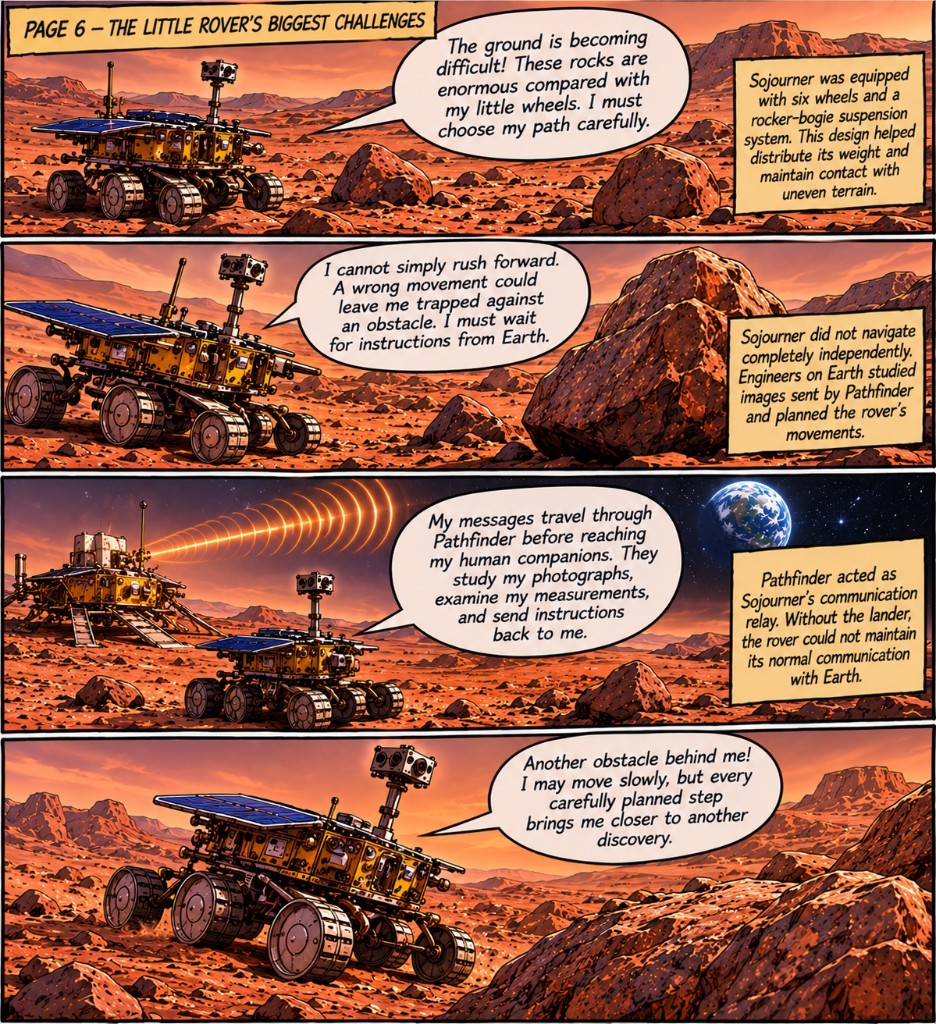 PAGE 6 – THE LITTLE ROVER'S BIGGEST CHALLENGES
The ground is becoming
difficult! These rocks are
enormous compared with
my little wheels. I must
choose my path carefully.
Sojourner was equipped
with six wheels and a
rocker-bogie suspension
system. This design helped
distribute its weight and
maintain contact with
uneven terrain.
I cannot simply rush forward.
A wrong movement could
leave me trapped against
an obstacle. I must wait
for instructions from Earth.
Sojourner did not navigate
completely independently.
Engineers on Earth studied
images sent by Pathfinder
and planned the rover's
movements.
My messages travel through
Pathfinder before reaching
my human companions. They
study my photographs,
examine my measurements,
and send instructions
back to me.
Pathfinder acted as
Sojourner's communication
relay. Without the lander,
the rover could not maintain
its normal communication
with Earth.
Another obstacle behind me!
I may move slowly, but every
carefully planned step
brings me closer to another
discovery.